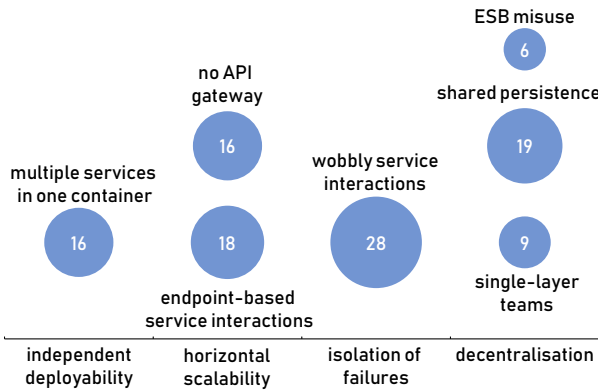 multiple services
in one container
16
no API
gateway
16
18
endpoint-based
service interactions
wobbly service
interactions
28
ESB misuse
6
shared persistence
19
9
single-layer
teams
independent
deployability
horizontal
scalability
isolation of
failures
decentralisation